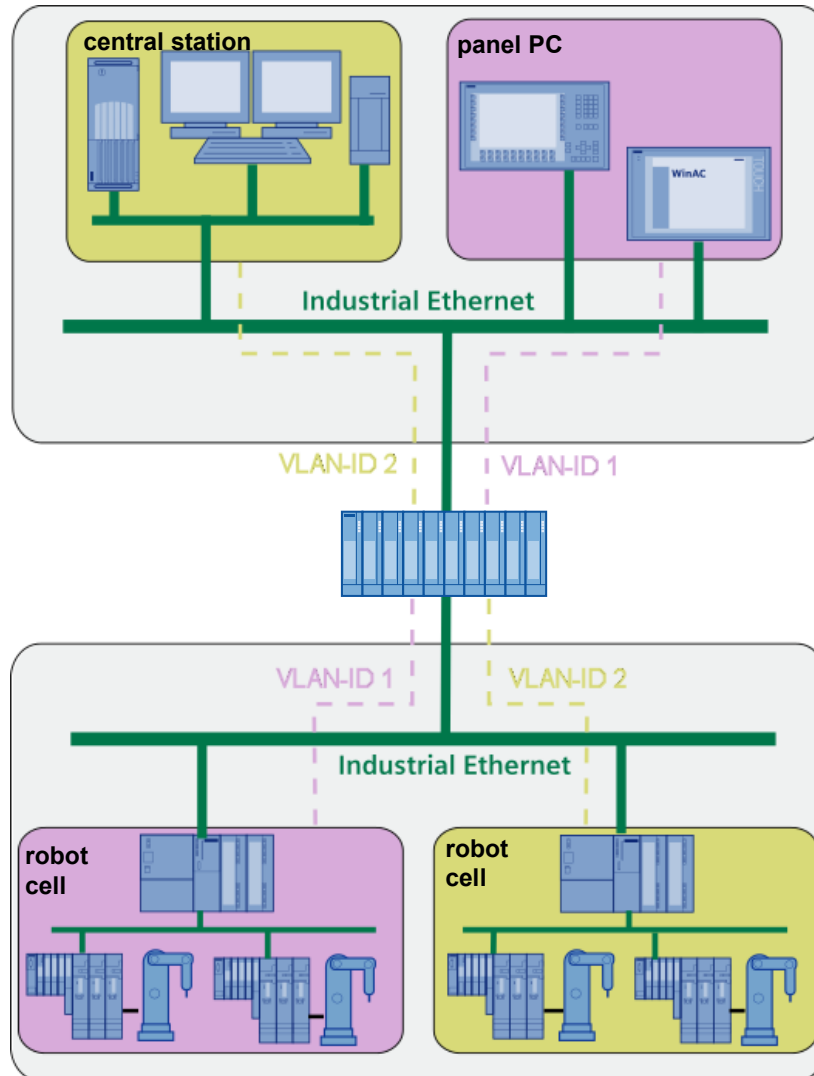 central station
panel PC
WinAC
Industrial Ethernet
VLAN-ID 2
VLAN-ID 1
VLAN-ID 1
VLAN-ID 2
Industrial Ethernet
robot
cell
robot
cell